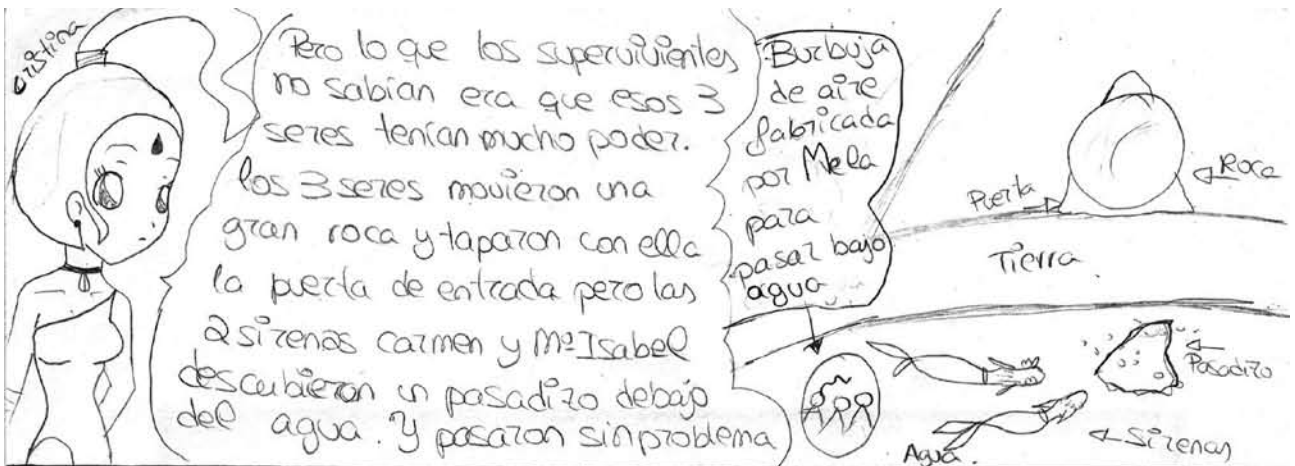 Cristina
Pero lo que los supervivientes
no sabían era que esos 3
seres tenían mucho poder.
los 3 seres movieron una
gran roca y taparon con ella
la puerta de entrada pero las
2 sirenas carmen y Mª Isabel
descubieron un pasadizo debajo
del agua. Y pasaron sin problema
Burbuja
de aire
fabricada
por Mela
para
pasar bajo
agua
Puerta
Roca
Tierra
Pasadizo
Sirenas
Agua.